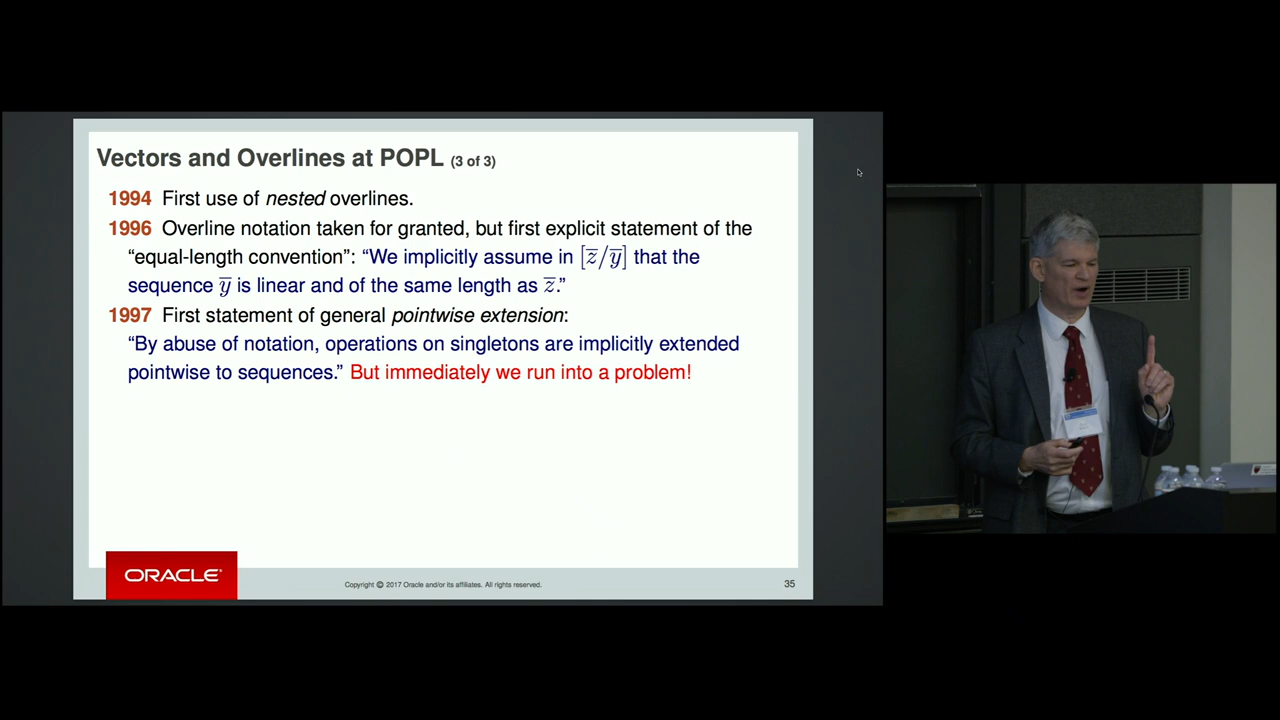 Vectors and Overlines at POPL (3 of 3)
1994 First use of nested overlines.
1996 Overline notation taken for granted, but first explicit statement of the
“equal-length convention”: “We implicitly assume in [z̅/y̅] that the
sequence y̅ is linear and of the same length as z̅.”
1997 First statement of general pointwise extension:
“By abuse of notation, operations on singletons are implicitly extended
pointwise to sequences.” But immediately we run into a problem!
ORACLE®
Copyright © 2017 Oracle and/or its affiliates. All rights reserved.
35